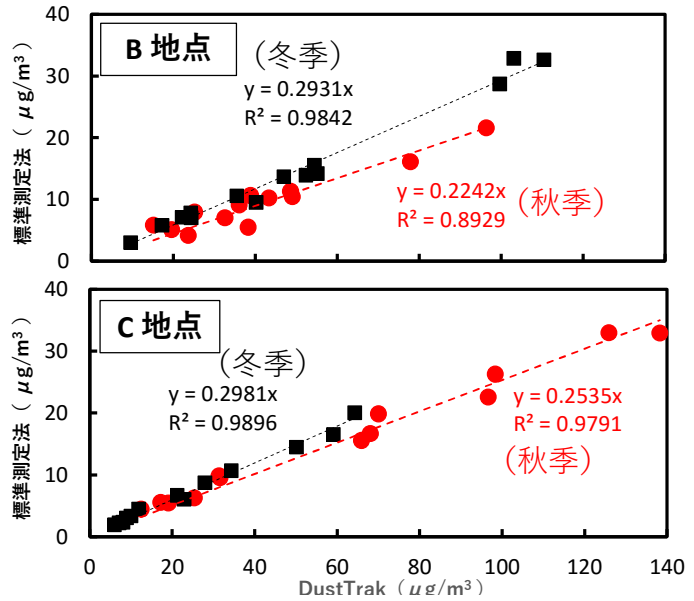 40
30
20
10
0
標準測定法（ μg/m³ ）
B 地点
(冬季)
y = 0.2931x
R² = 0.9842
y = 0.2242x
R² = 0.8929
(秋季)
40
30
20
10
0
標準測定法（ μg/m³ ）
C 地点
(冬季)
y = 0.2981x
R² = 0.9896
y = 0.2535x
R² = 0.9791
(秋季)
0 20 40 60 80 100 120 140
DustTrak（ μg/m³ ）